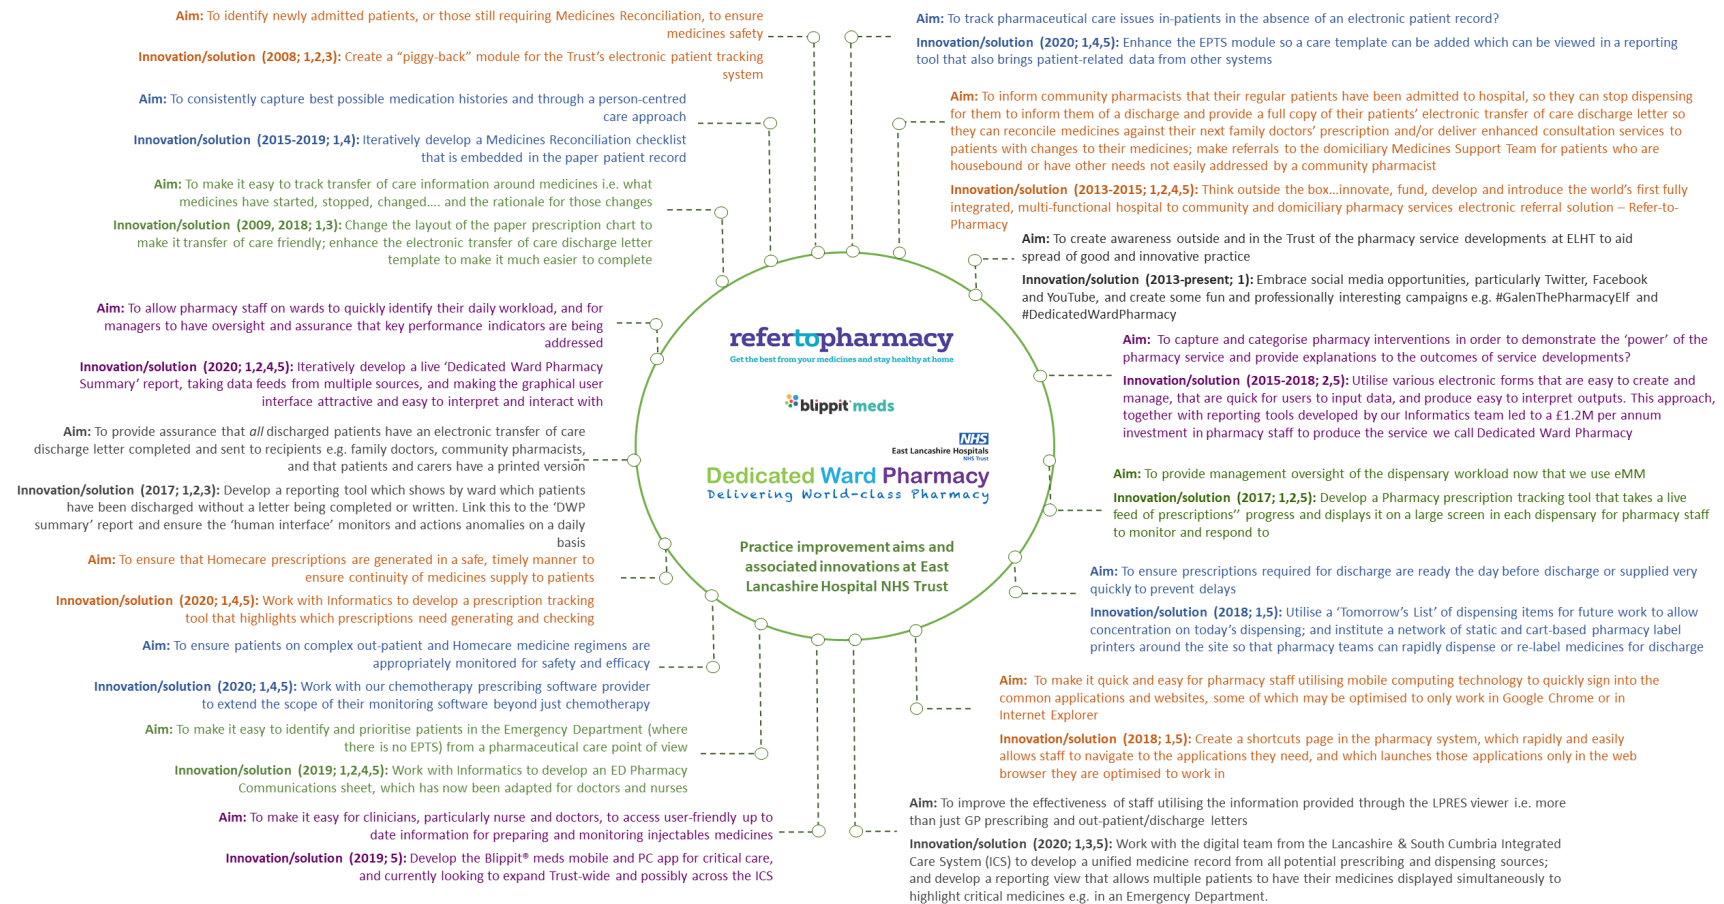 Aim: To identify newly admitted patients, or those still requiring Medicines Reconciliation, to ensure
medicines safety
Innovation/solution (2008; 1,2,3): Create a “piggy-back” module for the Trust’s electronic patient tracking
system
Aim: To consistently capture best possible medication histories and through a person-centred
care approach
Innovation/solution (2015-2019; 1,4): Iteratively develop a Medicines Reconciliation checklist
that is embedded in the paper patient record
Aim: To make it easy to track transfer of care information around medicines i.e. what
medicines have started, stopped, changed.... and the rationale for those changes
Innovation/solution (2009, 2018; 1,3): Change the layout of the paper prescription chart to
make it transfer of care friendly; enhance the electronic transfer of care discharge letter
template to make it much easier to complete
Aim: To allow pharmacy staff on wards to quickly identify their daily workload, and for
managers to have oversight and assurance that key performance indicators are being
addressed
Innovation/solution (2020; 1,2,4,5): Iteratively develop a live ‘Dedicated Ward Pharmacy
Summary’ report, taking data feeds from multiple sources, and making the graphical user
interface attractive and easy to interpret and interact with
Aim: To provide assurance that all discharged patients have an electronic transfer of care
discharge letter completed and sent to recipients e.g. family doctors, community pharmacists,
and that patients and carers have a printed version
Innovation/solution (2017; 1,2,3): Develop a reporting tool which shows by ward which patients
have been discharged without a letter being completed or written. Link this to the ‘DWP
summary’ report and ensure the ‘human interface’ monitors and actions anomalies on a daily
basis
Aim: To ensure that Homecare prescriptions are generated in a safe, timely manner to
ensure continuity of medicines supply to patients
Innovation/solution (2020; 1,4,5): Work with Informatics to develop a prescription tracking
tool that highlights which prescriptions need generating and checking
Aim: To ensure patients on complex out-patient and Homecare medicine regimens are
appropriately monitored for safety and efficacy
Innovation/solution (2020; 1,4,5): Work with our chemotherapy prescribing software provider
to extend the scope of their monitoring software beyond just chemotherapy
Aim: To make it easy to identify and prioritise patients in the Emergency Department (where
there is no EPTS) from a pharmaceutical care point of view
Innovation/solution (2019; 1,2,4,5): Work with Informatics to develop an ED Pharmacy
Communications sheet, which has now been adapted for doctors and nurses
Aim: To make it easy for clinicians, particularly nurse and doctors, to access user-friendly up to
date information for preparing and monitoring injectables medicines
Innovation/solution (2019; 5): Develop the Blippit® meds mobile and PC app for critical care,
and currently looking to expand Trust-wide and possibly across the ICS
refertopharmacy
Get the best from your medicines and stay healthy at home
blippit meds
NHS
East Lancashire Hospitals
NHS Trust
Dedicated Ward Pharmacy
Delivering World-class Pharmacy
Practice improvement aims and
associated innovations at East
Lancashire Hospital NHS Trust
Aim: To track pharmaceutical care issues in-patients in the absence of an electronic patient record?
Innovation/solution (2020; 1,4,5): Enhance the EPTS module so a care template can be added which can be viewed in a reporting
tool that also brings patient-related data from other systems
Aim: To inform community pharmacists that their regular patients have been admitted to hospital, so they can stop dispensing
for them to inform them of a discharge and provide a full copy of their patients’ electronic transfer of care discharge letter so
they can reconcile medicines against their next family doctors’ prescription and/or deliver enhanced consultation services to
patients with changes to their medicines; make referrals to the domiciliary Medicines Support Team for patients who are
housebound or have other needs not easily addressed by a community pharmacist
Innovation/solution (2013-2015; 1,2,4,5): Think outside the box...innovate, fund, develop and introduce the world’s first fully
integrated, multi-functional hospital to community and domiciliary pharmacy services electronic referral solution – Refer-to-
Pharmacy
Aim: To create awareness outside and in the Trust of the pharmacy service developments at ELHT to aid
spread of good and innovative practice
Innovation/solution (2013-present; 1): Embrace social media opportunities, particularly Twitter, Facebook
and YouTube, and create some fun and professionally interesting campaigns e.g. #GalenThePharmacyElf and
#DedicatedWardPharmacy
Aim: To capture and categorise pharmacy interventions in order to demonstrate the ‘power’ of the
pharmacy service and provide explanations to the outcomes of service developments?
Innovation/solution (2015-2018; 2,5): Utilise various electronic forms that are easy to create and
manage, that are quick for users to input data, and produce easy to interpret outputs. This approach,
together with reporting tools developed by our Informatics team led to a £1.2M per annum
investment in pharmacy staff to produce the service we call Dedicated Ward Pharmacy
Aim: To provide management oversight of the dispensary workload now that we use eMM
Innovation/solution (2017; 1,2,5): Develop a Pharmacy prescription tracking tool that takes a live
feed of prescriptions’’ progress and displays it on a large screen in each dispensary for pharmacy staff
to monitor and respond to
Aim: To ensure prescriptions required for discharge are ready the day before discharge or supplied very
quickly to prevent delays
Innovation/solution (2018; 1,5): Utilise a ‘Tomorrow’s List’ of dispensing items for future work to allow
concentration on today’s dispensing; and institute a network of static and cart-based pharmacy label
printers around the site so that pharmacy teams can rapidly dispense or re-label medicines for discharge
Aim: To make it quick and easy for pharmacy staff utilising mobile computing technology to quickly sign into the
common applications and websites, some of which may be optimised to only work in Google Chrome or in
Internet Explorer
Innovation/solution (2018; 1,5): Create a shortcuts page in the pharmacy system, which rapidly and easily
allows staff to navigate to the applications they need, and which launches those applications only in the web
browser they are optimised to work in
Aim: To improve the effectiveness of staff utilising the information provided through the LPRES viewer i.e. more
than just GP prescribing and out-patient/discharge letters
Innovation/solution (2020; 1,3,5): Work with the digital team from the Lancashire & South Cumbria Integrated
Care System (ICS) to develop a unified medicine record from all potential prescribing and dispensing sources;
and develop a reporting view that allows multiple patients to have their medicines displayed simultaneously to
highlight critical medicines e.g. in an Emergency Department.